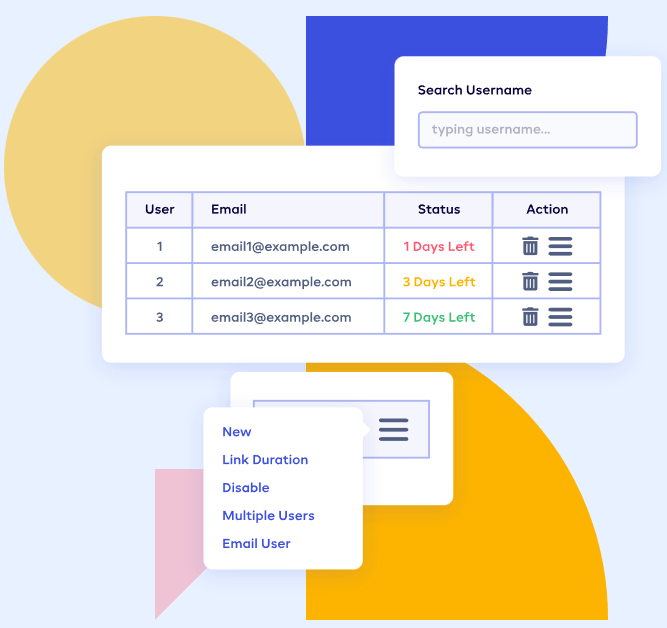 Search Username
typing username...
User Email Status Action
1 email1@example.com 1 Days Left
2 email2@example.com 3 Days Left
3 email3@example.com 7 Days Left
New
Link Duration
Disable
Multiple Users
Email User